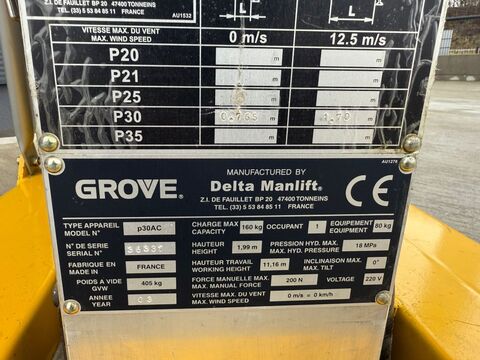 Z.I. DE FAUILLET BP 20 47400 TONNEINS
TEL. (33) 5 53 84 85 11 FRANCE
AU1532
L
L
VITESSE MAX. DU VENT
MAX. WIND SPEED
0 m/s
12.5 m/s
P20 m m
P21 m m
P25 m m
P30 m 1.70 m
P35 m m
AU1276
GROVE®
MANUFACTURED BY
Delta Manlift®
Z.I. DE FAUILLET BP 20 47400 TONNEINS
TEL. (33) 5 53 84 85 11 FRANCE
CE
TYPE APPAREIL
MODEL N°
p30AC
CHARGE MAX
CAPACITY
160 kg
OCCUPANT
1
EQUIPEMENT
EQUIPMENT
80 kg
N° DE SERIE
SERIAL N°
HAUTEUR
HEIGHT
1,99 m
PRESSION HYD. MAX.
MAX. HYD. PRESSURE
18 MPa
FABRIQUE EN
MADE IN
FRANCE
HAUTEUR TRAVAIL
WORKING HEIGHT
11,16 m
INCLINAISON MAX.
MAX. TILT
0°
POIDS A VIDE
GVW
405 kg
FORCE MANUELLE MAX
MAX. MANUAL FORCE
200 N
VOLTAGE
220 V
ANNEE
YEAR
03
VITESSE MAX. DU VENT
MAX. WIND SPEED
0 m/s = 0 km/h